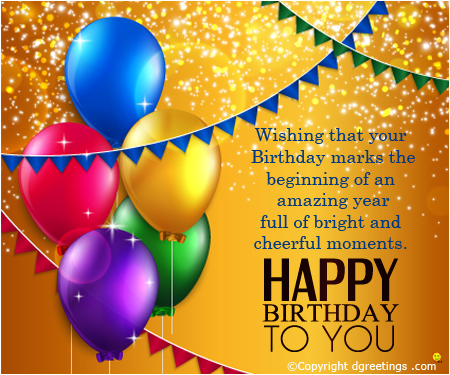 Wishing that your
Birthday marks the
beginning of an
amazing year
full of bright and
cheerful moments.
HAPPY
BIRTHDAY
TO YOU
©Copyright dgreetings .com